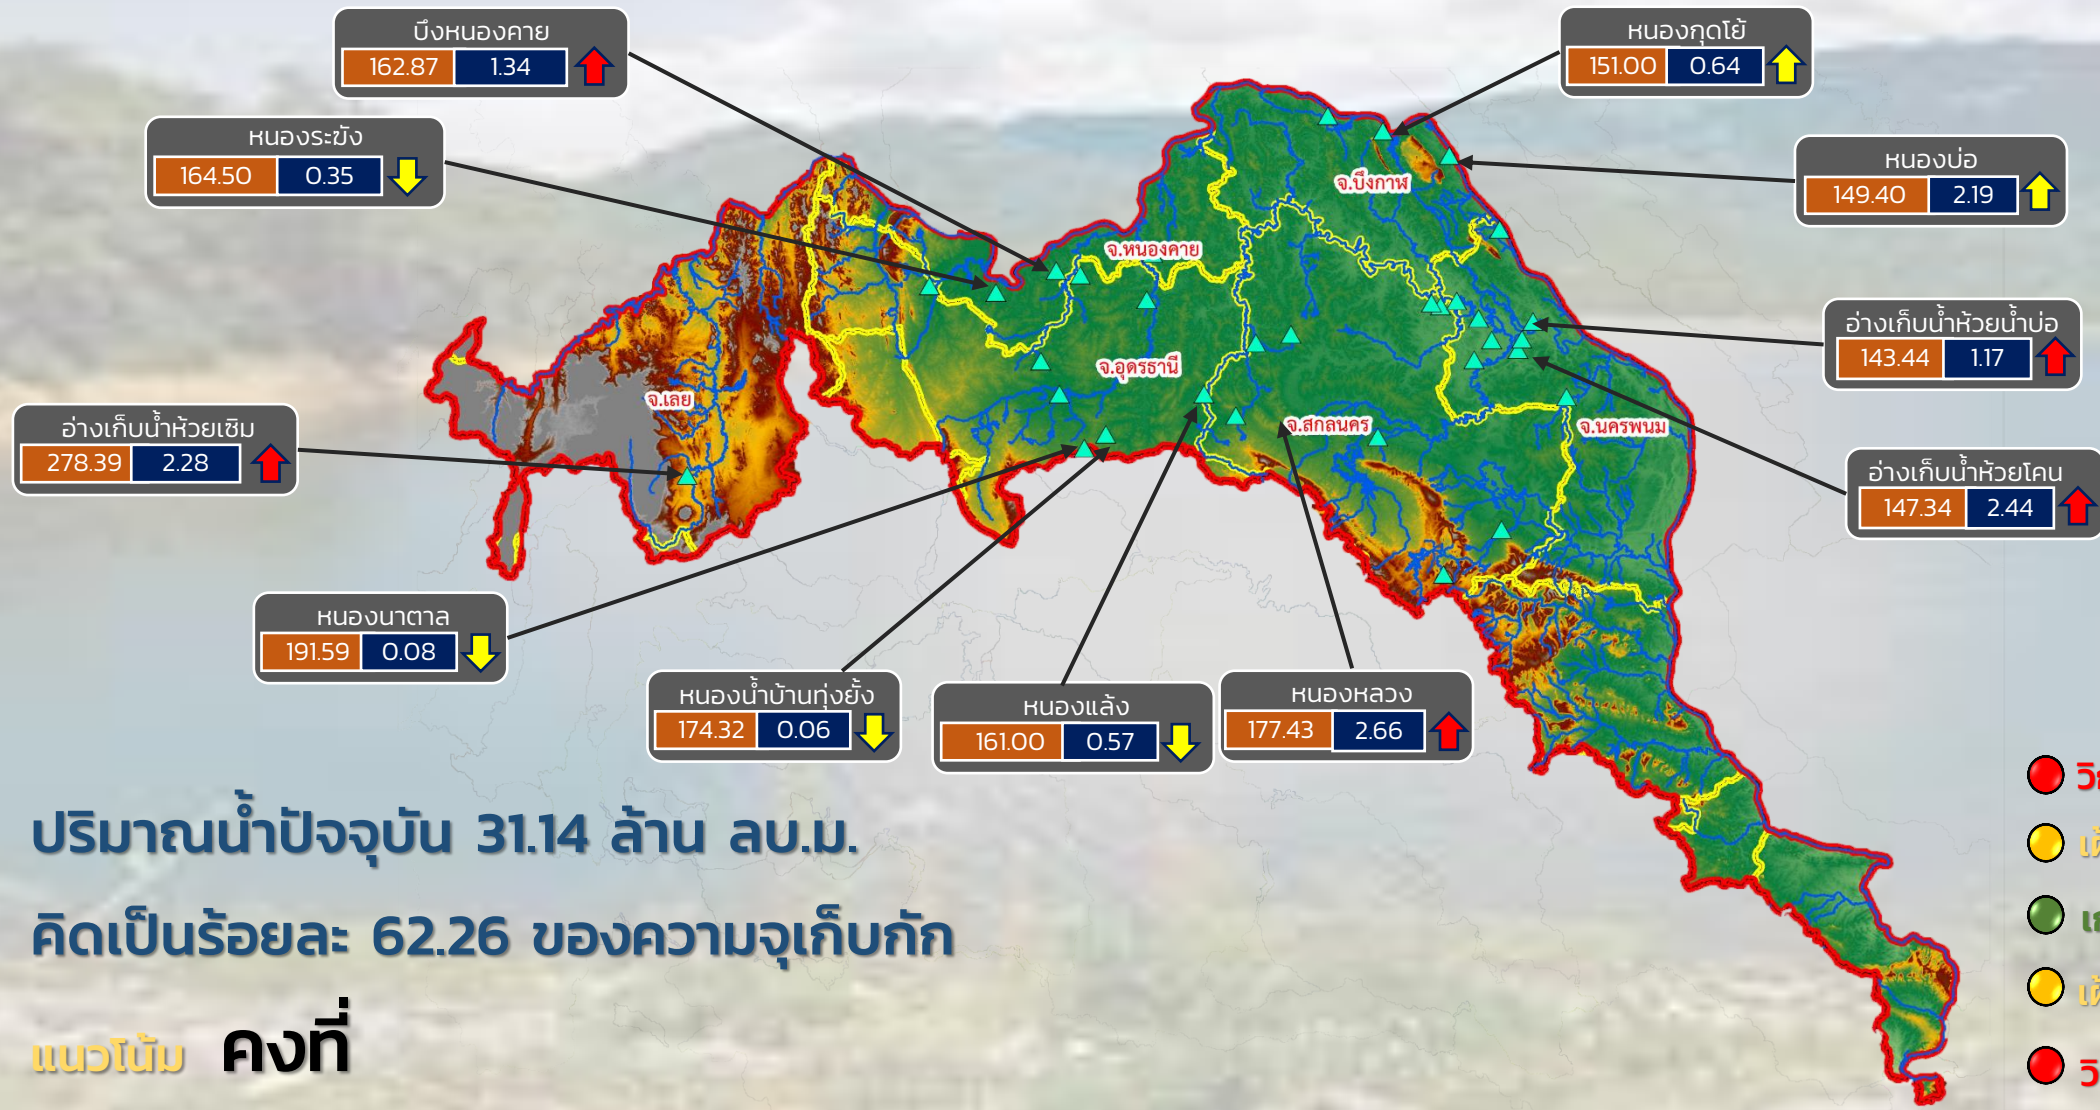 บึงหนองคาย
162.87 1.34
หนองกุดโย้
151.00 0.64
หนองระฆัง
164.50 0.35
หนองบ่อ
149.40 2.19
จ.บึงกาฬ
จ.หนองคาย
อ่างเก็บน้ำห้วยน้ำบ่อ
143.44 1.17
จ.อุดรธานี
จ.เลย
จ.สกลนคร
จ.นครพนม
อ่างเก็บน้ำห้วยเซิม
278.39 2.28
อ่างเก็บน้ำห้วยโคน
147.34 2.44
หนองนาตาล
191.59 0.08
หนองน้ำบ้านทุ่งยั้ง
174.32 0.06
หนองแล้ง
161.00 0.57
หนองหลวง
177.43 2.66
ปริมาณน้ำปัจจุบัน 31.14 ล้าน ลบ.ม.
คิดเป็นร้อยละ 62.26 ของความจุเก็บกัก
แนวโน้ม คงที่